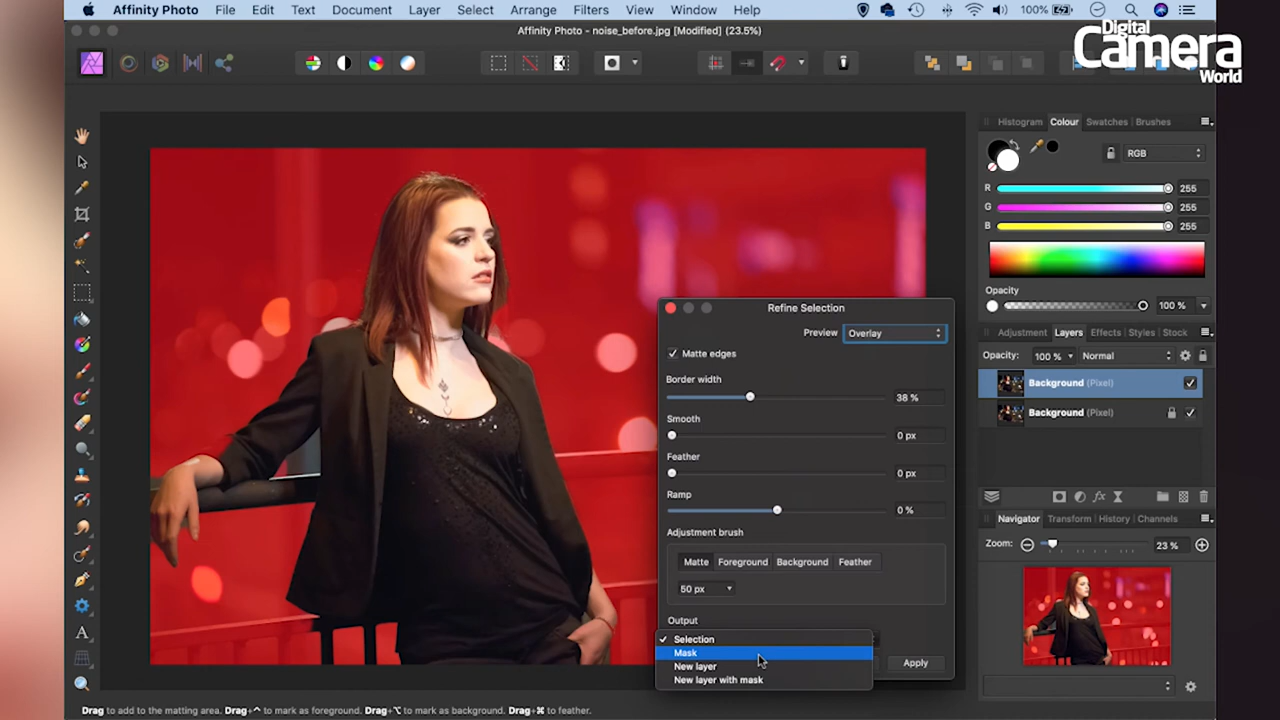 Affinity Photo File Edit Text Document Layer Select Arrange Filters View Window Help 100%
Affinity Photo - noise_before.jpg [Modified] (23.5%)
Digital
Camera
World
Histogram Colour Swatches Brushes
RGB
R 255
G 255
B 255
Opacity
100 %
Adjustment Layers Effects Styles Stock
Opacity: 100 % Normal
Background (Pixel)
Background (Pixel)
fx
Navigator Transform History Channels
Zoom: 23 %
Refine Selection
Preview Overlay
Matte edges
Border width
38 %
Smooth
0 px
Feather
0 px
Ramp
0 %
Adjustment brush
Matte Foreground Background Feather
50 px
Output
Selection
Mask
New layer
New layer with mask
Apply
A
Drag to add to the matting area. Drag+^ to mark as foreground. Drag+⌥ to mark as background. Drag+⌘ to feather.